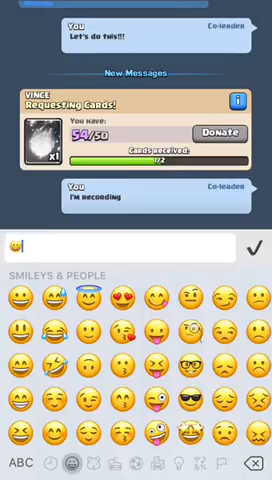 You
Co-leader
Let's do this!!!
New Messages
VINCE
Requesting Cards!
i
You have:
54/50
Donate
Cards received:
x1
1/2
You
Co-leader
I'M RECORDING
SMILEYS & PEOPLE
ABC